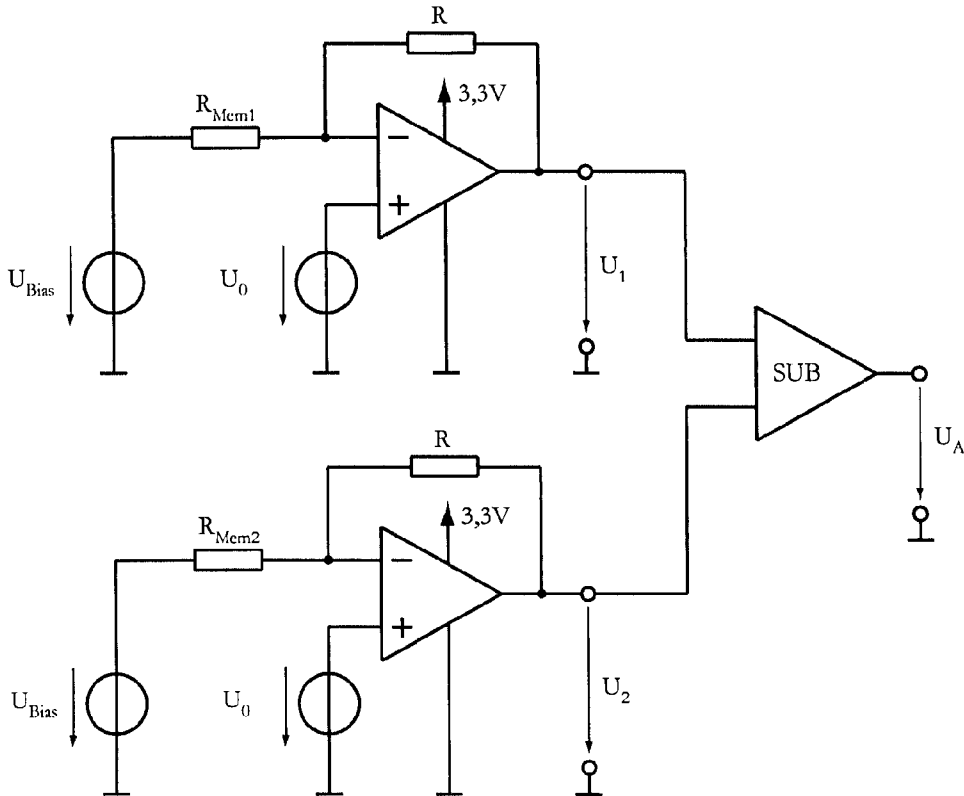 R
3,3V
R_Mem1
−
+
U_Bias
U_0
U_1
SUB
U_A
R
3,3V
R_Mem2
−
+
U_Bias
U_0
U_2